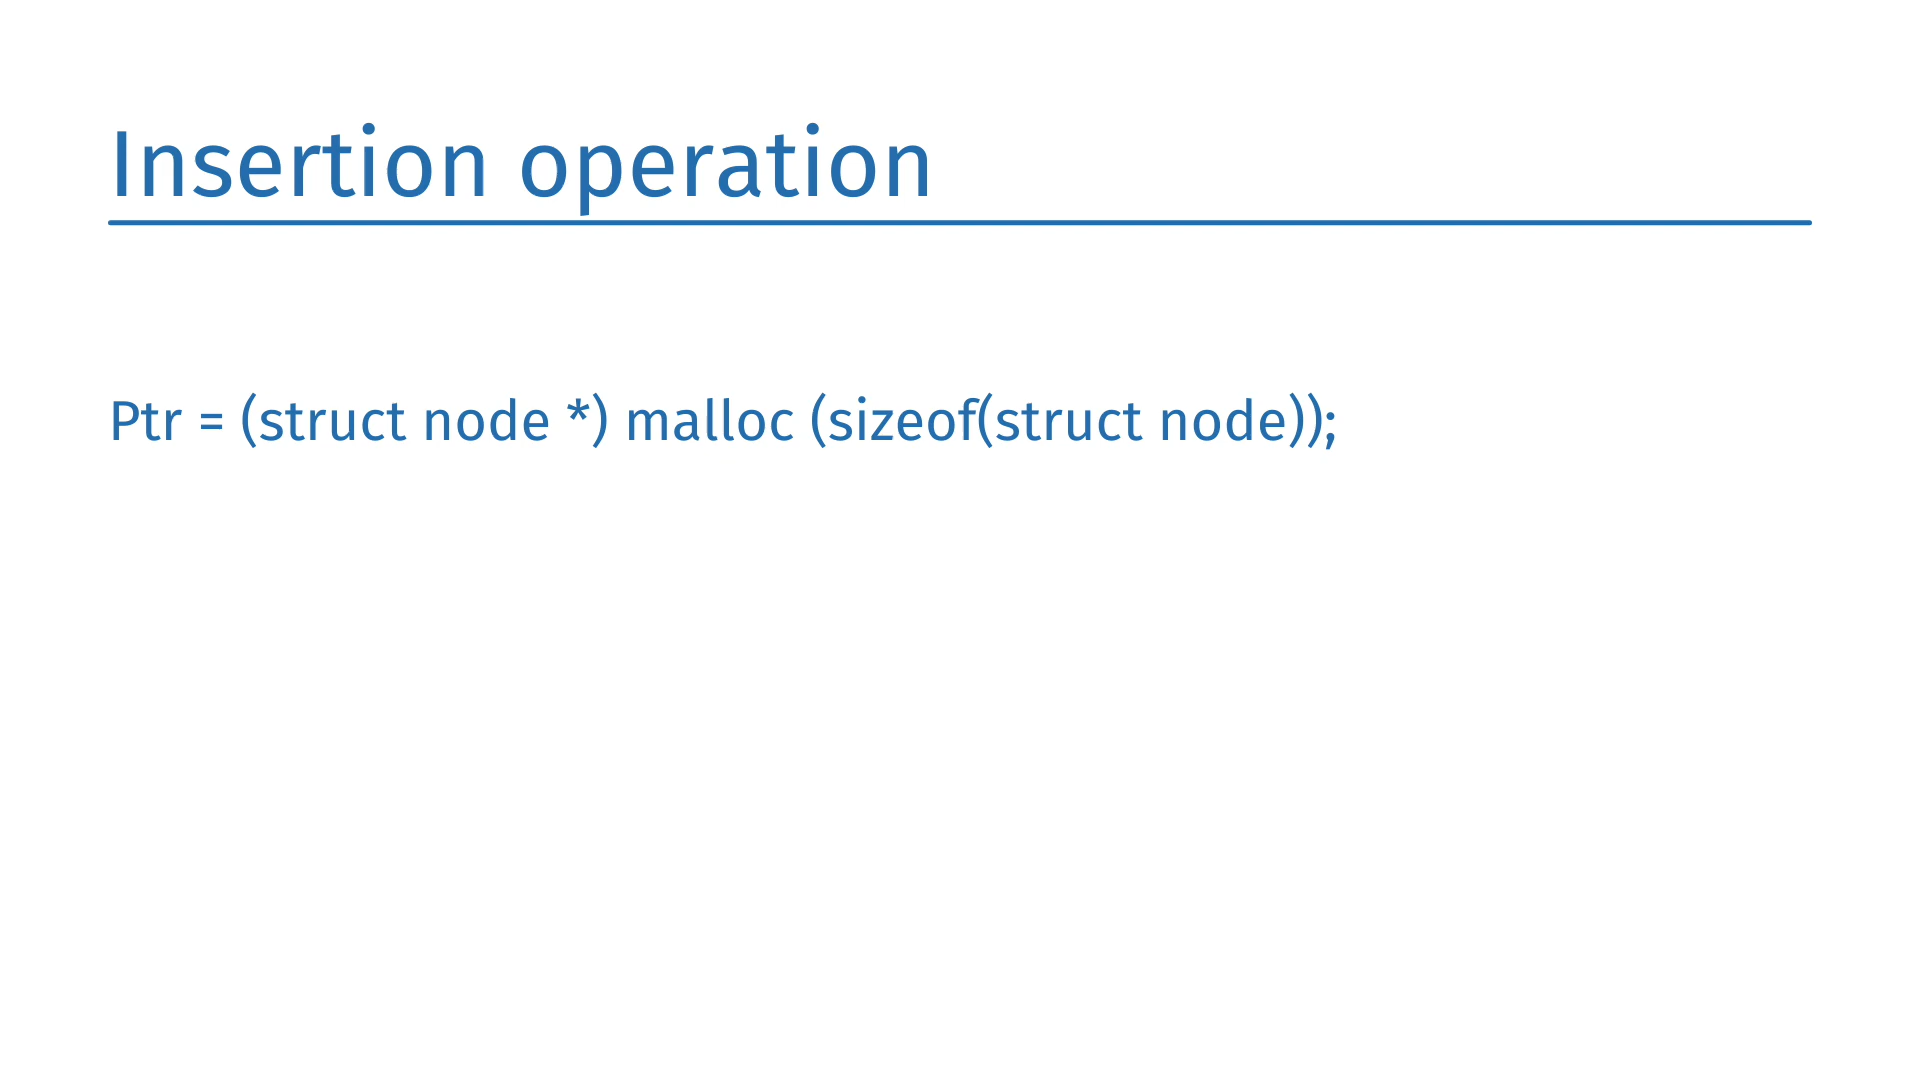 Insertion operation
Ptr = (struct node *) malloc (sizeof(struct node));